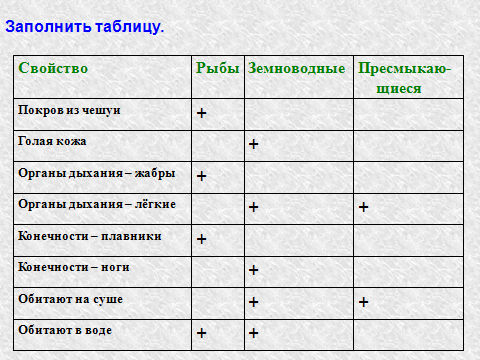 Заполнить таблицу.
Свойство Рыбы Земноводные Пресмыкаю-
щиеся
Покров из чешуи +
Голая кожа +
Органы дыхания – жабры +
Органы дыхания – лёгкие + +
Конечности – плавники +
Конечности – ноги +
Обитают на суше + +
Обитают в воде + +